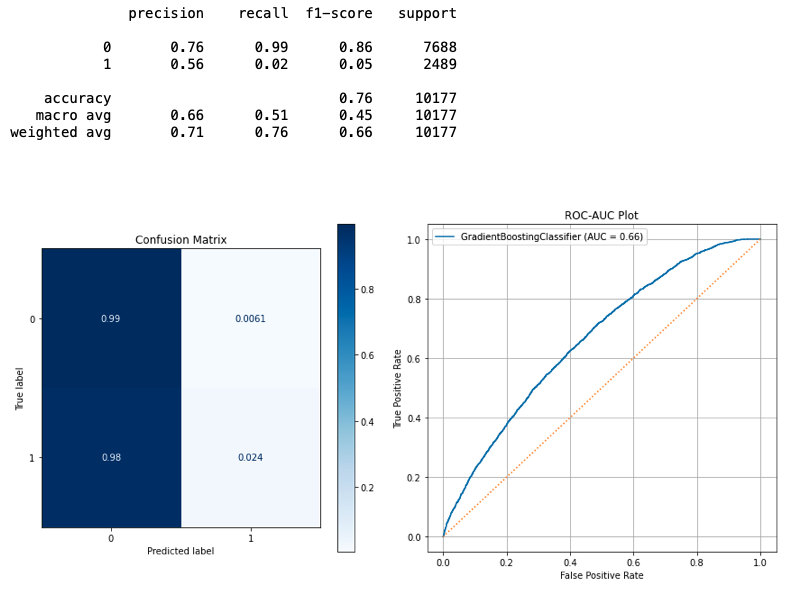 precision recall f1-score support
0 0.76 0.99 0.86 7688
1 0.56 0.02 0.05 2489
accuracy 0.76 10177
macro avg 0.66 0.51 0.45 10177
weighted avg 0.71 0.76 0.66 10177
Confusion Matrix
0.99 0.0061
0.98 0.024
0
1
True label
0 1
Predicted label
0.8
0.6
0.4
0.2
ROC-AUC Plot
GradientBoostingClassifier (AUC = 0.66)
1.0
0.8
0.6
0.4
0.2
0.0
True Positive Rate
0.0 0.2 0.4 0.6 0.8 1.0
False Positive Rate